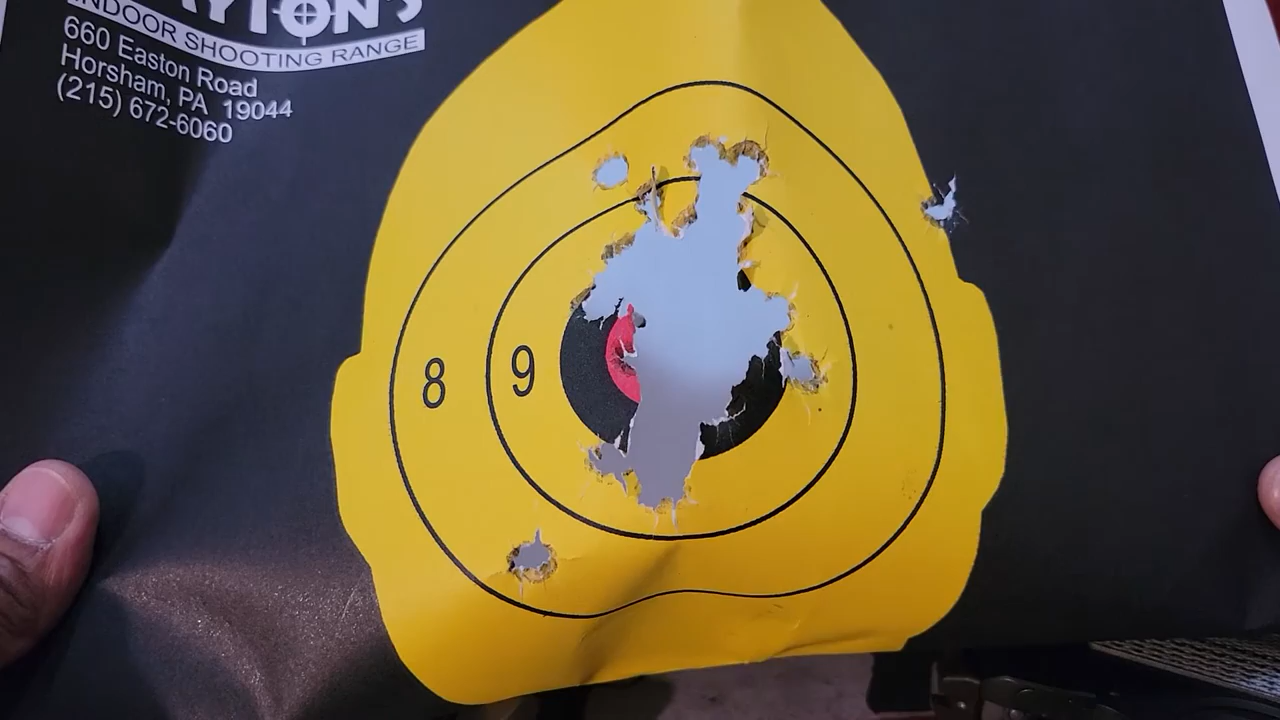 INDOOR SHOOTING RANGE
660 Easton Road
Horsham, PA 19044
(215) 672-6060
8 9